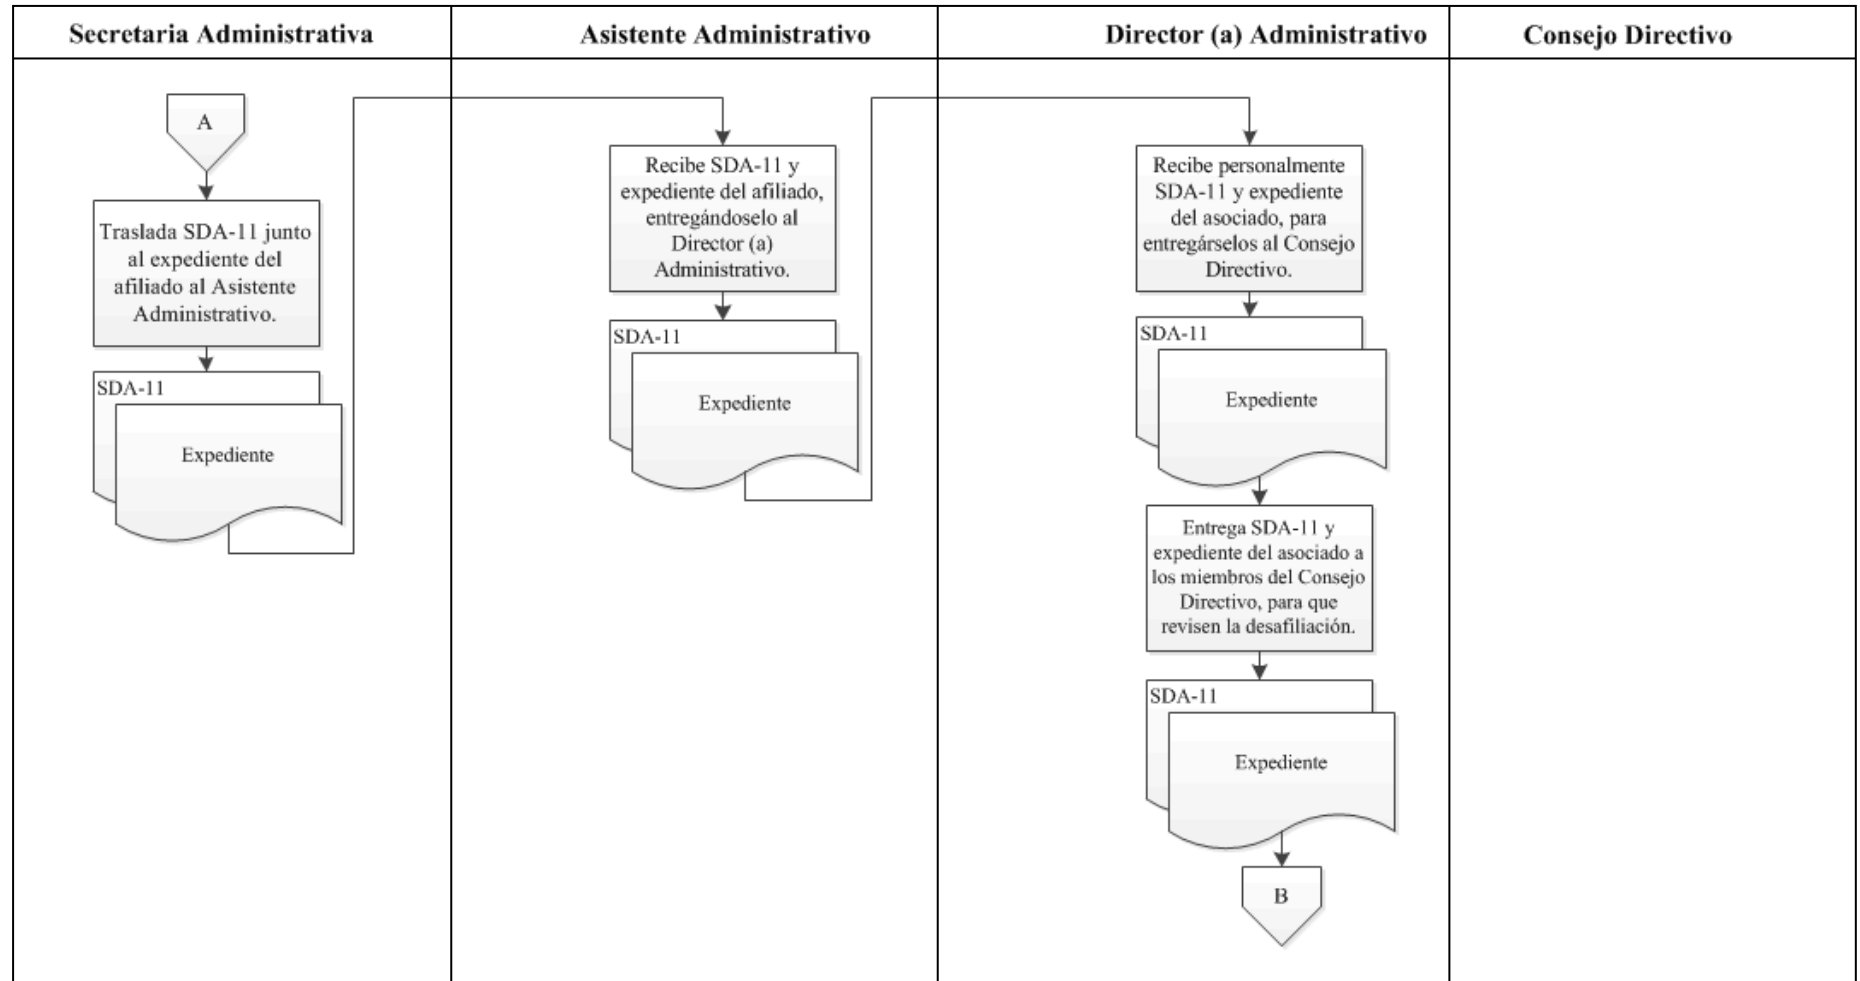 Secretaria Administrativa
Asistente Administrativo
Director (a) Administrativo
Consejo Directivo
A
Traslada SDA-11 junto
al expediente del
afiliado al Asistente
Administrativo.
SDA-11
Expediente
Recibe SDA-11 y
expediente del afiliado,
entregándoselo al
Director (a)
Administrativo.
SDA-11
Expediente
Recibe personalmente
SDA-11 y expediente
del asociado, para
entregárselos al Consejo
Directivo.
SDA-11
Expediente
Entrega SDA-11 y
expediente del asociado a
los miembros del Consejo
Directivo, para que
revisen la desafiliación.
SDA-11
Expediente
B